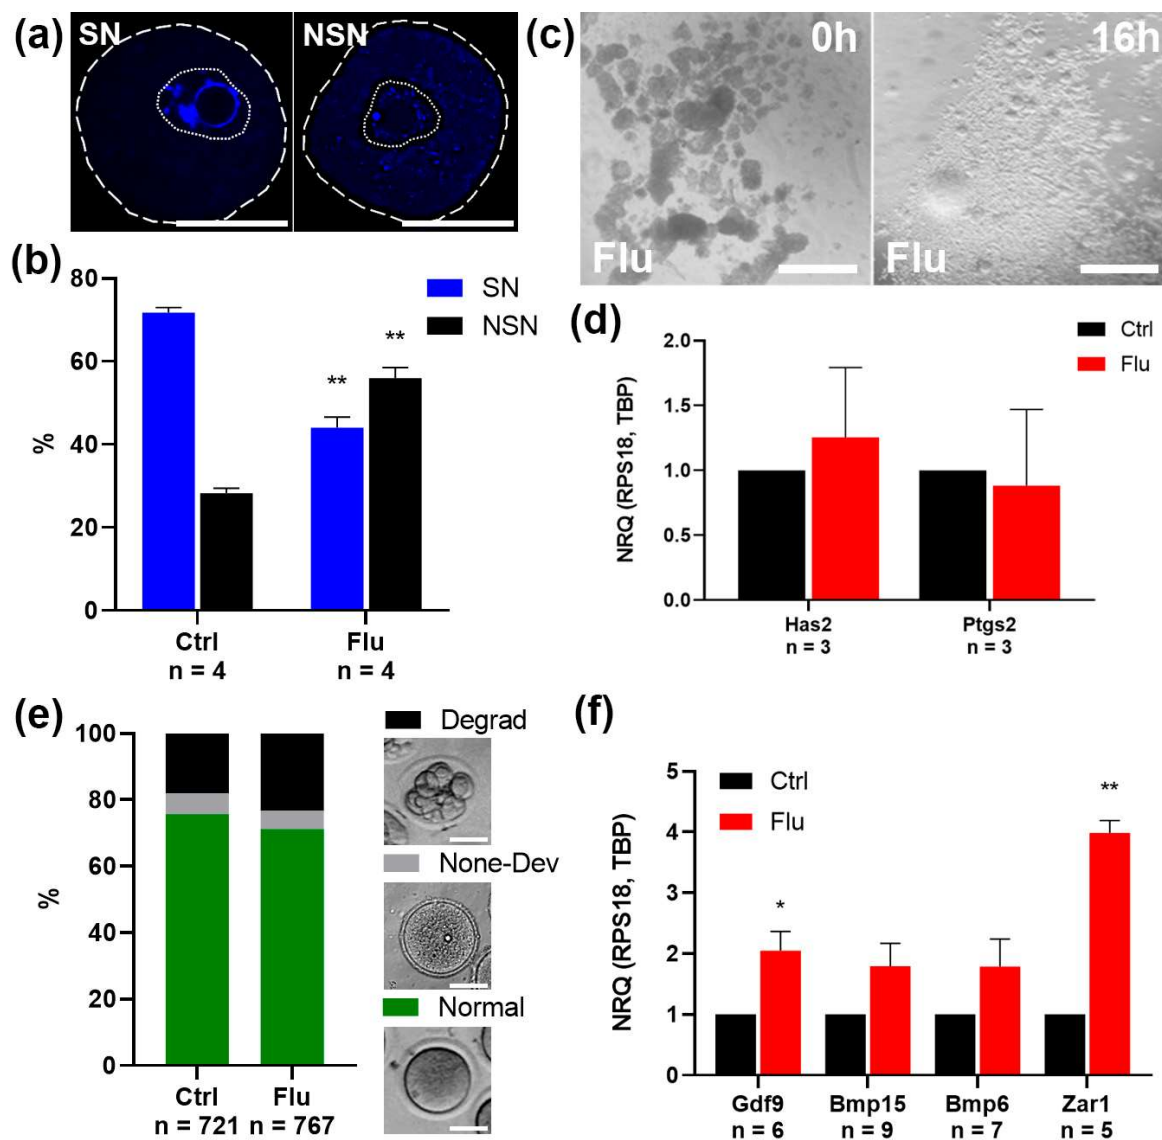 (a)
SN
NSN
(c)
0h
16h
Flu
Flu
(b)
80
60
40
20
0
%
SN
NSN
**
**
Ctrl
Flu
n = 4
n = 4
(d)
2.0
1.5
1.0
0.5
0.0
NRQ (RPS18, TBP)
Ctrl
Flu
Has2
Ptgs2
n = 3
n = 3
(e)
100
80
60
40
20
0
%
Degrad
None-Dev
Normal
Ctrl
Flu
n = 721
n = 767
(f)
5
4
3
2
1
0
NRQ (RPS18, TBP)
Ctrl
Flu
*
**
Gdf9
Bmp15
Bmp6
Zar1
n = 6
n = 9
n = 7
n = 5